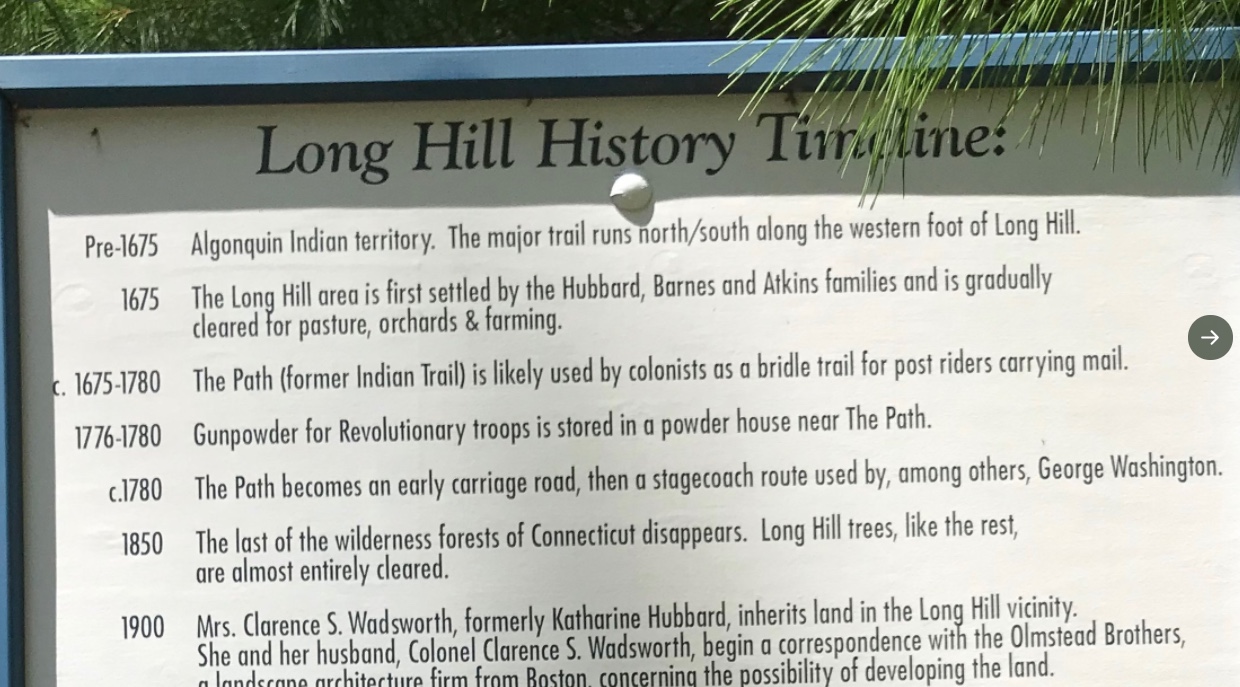 Long Hill History Timeline:
Pre-1675 Algonquin Indian territory. The major trail runs north/south along the western foot of Long Hill.
1675 The Long Hill area is first settled by the Hubbard, Barnes and Atkins families and is gradually
cleared for pasture, orchards & farming.
c. 1675-1780 The Path (former Indian Trail) is likely used by colonists as a bridle trail for post riders carrying mail.
1776-1780 Gunpowder for Revolutionary troops is stored in a powder house near The Path.
c.1780 The Path becomes an early carriage road, then a stagecoach route used by, among others, George Washington.
1850 The last of the wilderness forests of Connecticut disappears. Long Hill trees, like the rest,
are almost entirely cleared.
1900 Mrs. Clarence S. Wadsworth, formerly Katharine Hubbard, inherits land in the Long Hill vicinity.
She and her husband, Colonel Clarence S. Wadsworth, begin a correspondence with the Olmstead Brothers,
a landscape architecture firm from Boston, concerning the possibility of developing the land.